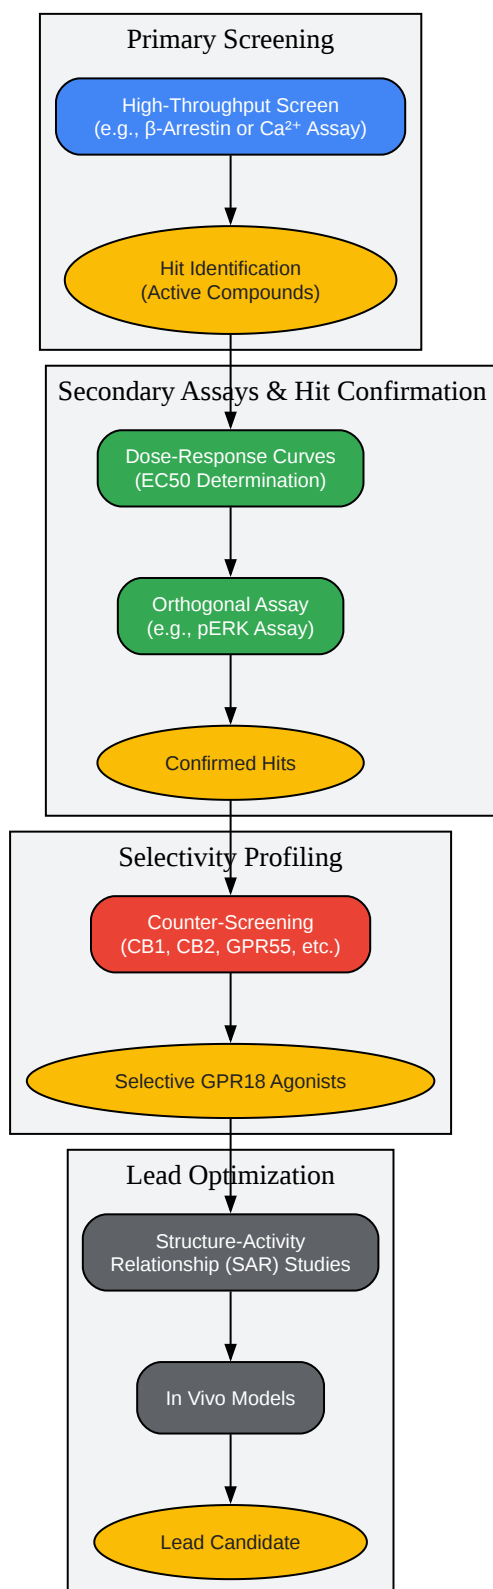 Primary Screening
High-Throughput Screen
(e.g., β-Arrestin or Ca²⁺ Assay)
Hit Identification
(Active Compounds)
Secondary Assays & Hit Confirmation
Dose-Response Curves
(EC50 Determination)
Orthogonal Assay
(e.g., pERK Assay)
Confirmed Hits
Selectivity Profiling
Counter-Screening
(CB1, CB2, GPR55, etc.)
Selective GPR18 Agonists
Lead Optimization
Structure-Activity
Relationship (SAR) Studies
In Vivo Models
Lead Candidate